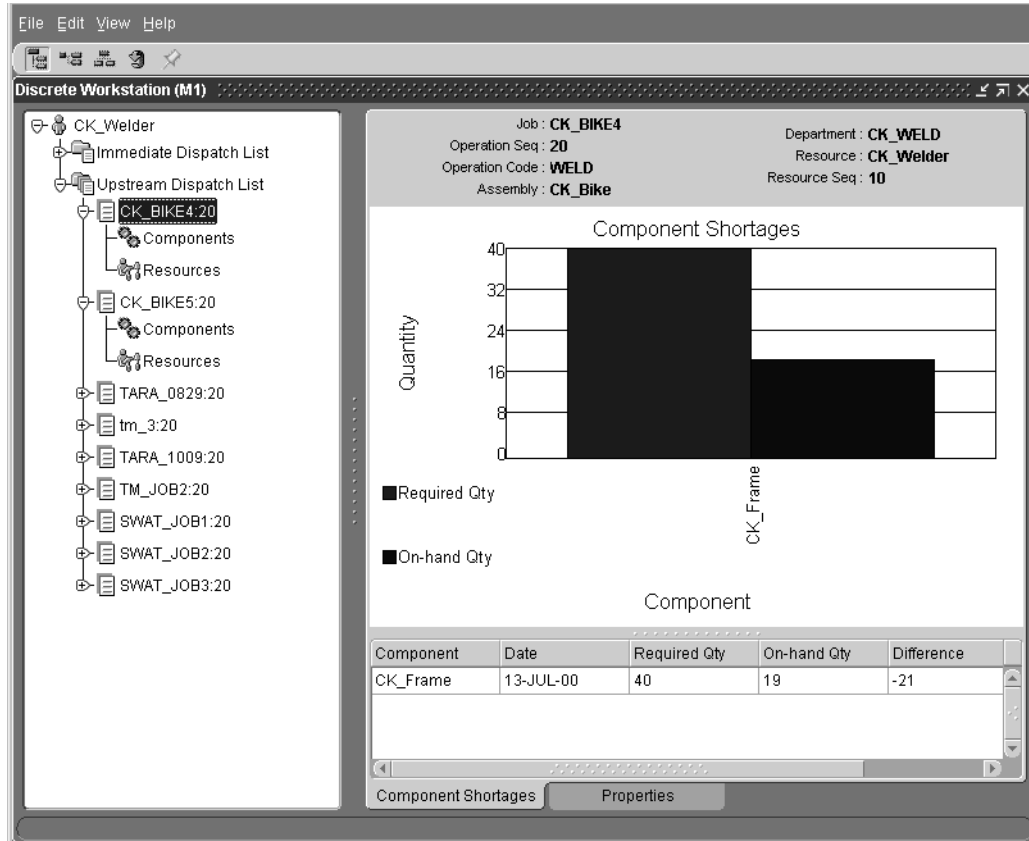 File Edit View Help
Discrete Workstation (M1)
CK_Welder
Immediate Dispatch List
Upstream Dispatch List
CK_BIKE4:20
Components
Resources
CK_BIKE5:20
Components
Resources
TARA_0829:20
tm_3:20
TARA_1009:20
TM_JOB2:20
SWAT_JOB1:20
SWAT_JOB2:20
SWAT_JOB3:20
Job : CK_BIKE4
Operation Seq : 20
Operation Code : WELD
Assembly : CK_Bike
Department : CK_WELD
Resource : CK_Welder
Resource Seq : 10
Component Shortages
40
32
24
16
8
0
Quantity
CK_Frame
Required Qty
On-hand Qty
Component
Component Date Required Qty On-hand Qty Difference
CK_Frame 13-JUL-00 40 19 -21
Component Shortages Properties